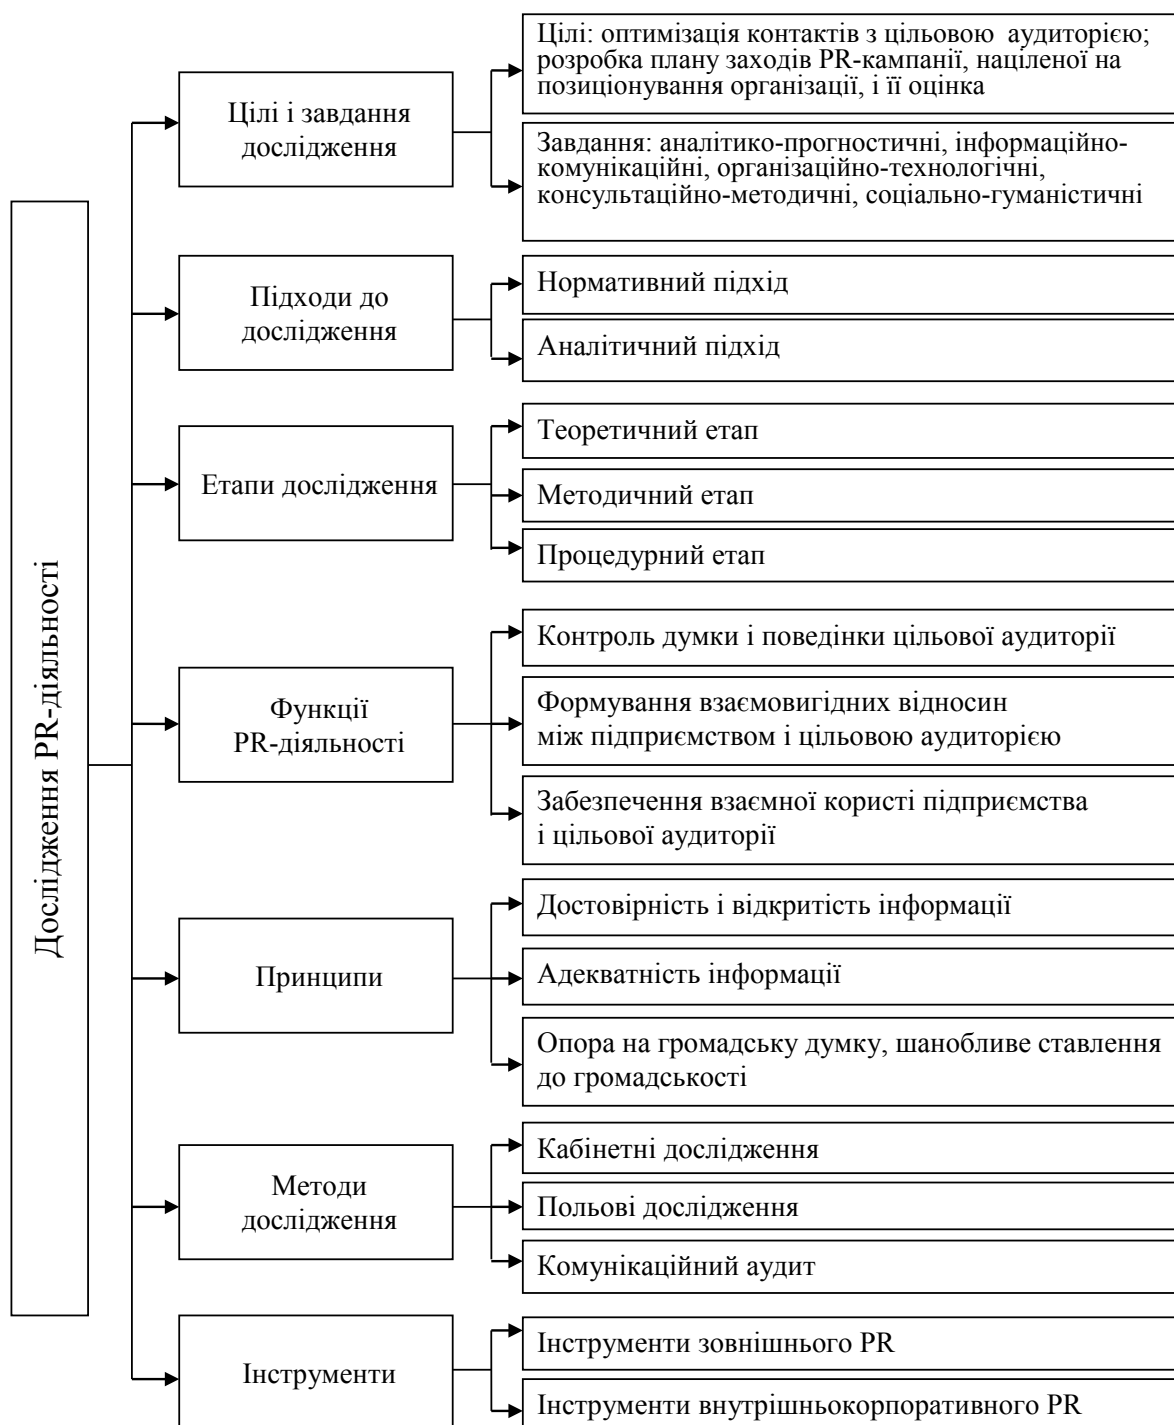 Дослідження PR-діяльності
Цілі і завдання
дослідження
Цілі: оптимізація контактів з цільовою аудиторією;
розробка плану заходів PR-кампанії, націленої на
позиціонування організації, і її оцінка
Завдання: аналітико-прогностичні, інформаційно-
комунікаційні, організаційно-технологічні,
консультаційно-методичні, соціально-гуманістичні
Підходи до
дослідження
Нормативний підхід
Аналітичний підхід
Етапи дослідження
Теоретичний етап
Методичний етап
Процедурний етап
Функції
PR-діяльності
Контроль думки і поведінки цільової аудиторії
Формування взаємовигідних відносин
між підприємством і цільовою аудиторією
Забезпечення взаємної користі підприємства
і цільової аудиторії
Принципи
Достовірність і відкритість інформації
Адекватність інформації
Опора на громадську думку, шанобливе ставлення
до громадськості
Методи
дослідження
Кабінетні дослідження
Польові дослідження
Комунікаційний аудит
Інструменти
Інструменти зовнішнього PR
Інструменти внутрішньокорпоративного PR